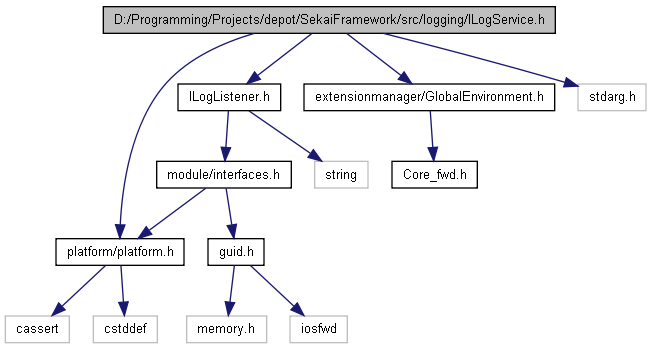 D:/Programming/Projects/depot/SekaiFramework/src/logging/ILogService.h
ILogListener.h
extensionmanager/GlobalEnvironment.h
stdarg.h
module/interfaces.h
string
Core_fwd.h
platform/platform.h
guid.h
cassert
cstddef
memory.h
iosfwd